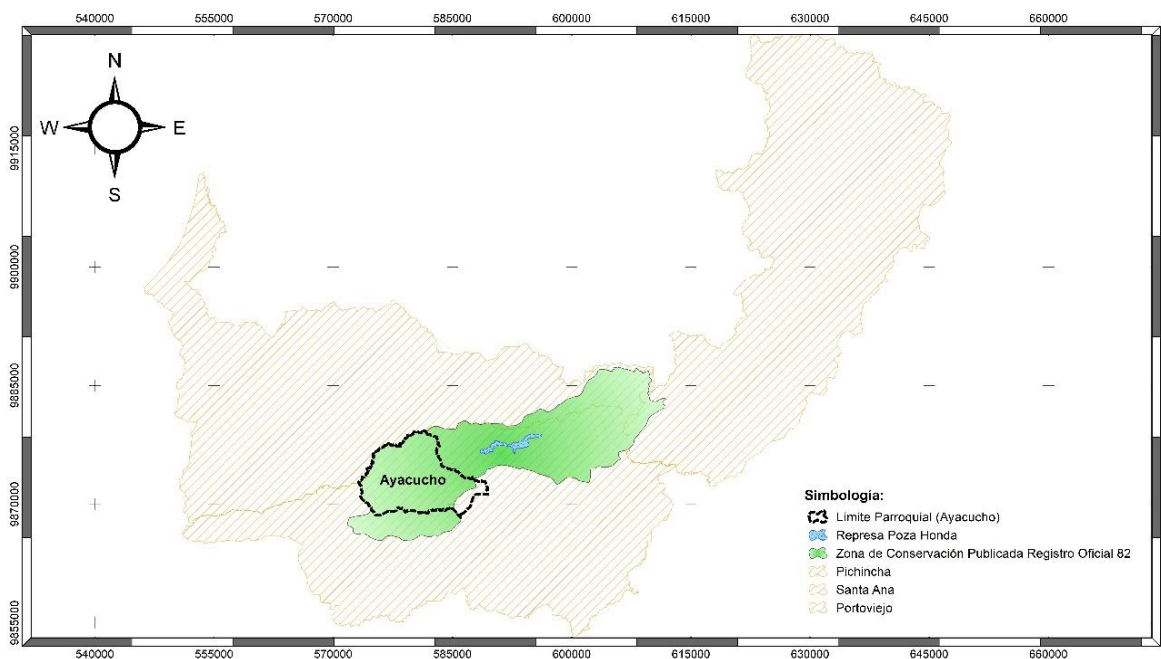 540000 555000 570000 585000 600000 615000 630000 645000 660000
N
W E
S
9915000
9900000
9885000
9870000
9855000
Ayacucho
Simbología:
Limite Parroquial (Ayacucho)
Represa Poza Honda
Zona de Conservación Publicada Registro Oficial 82
Pichincha
Santa Ana
Portoviejo
540000 555000 570000 585000 600000 615000 630000 645000 660000